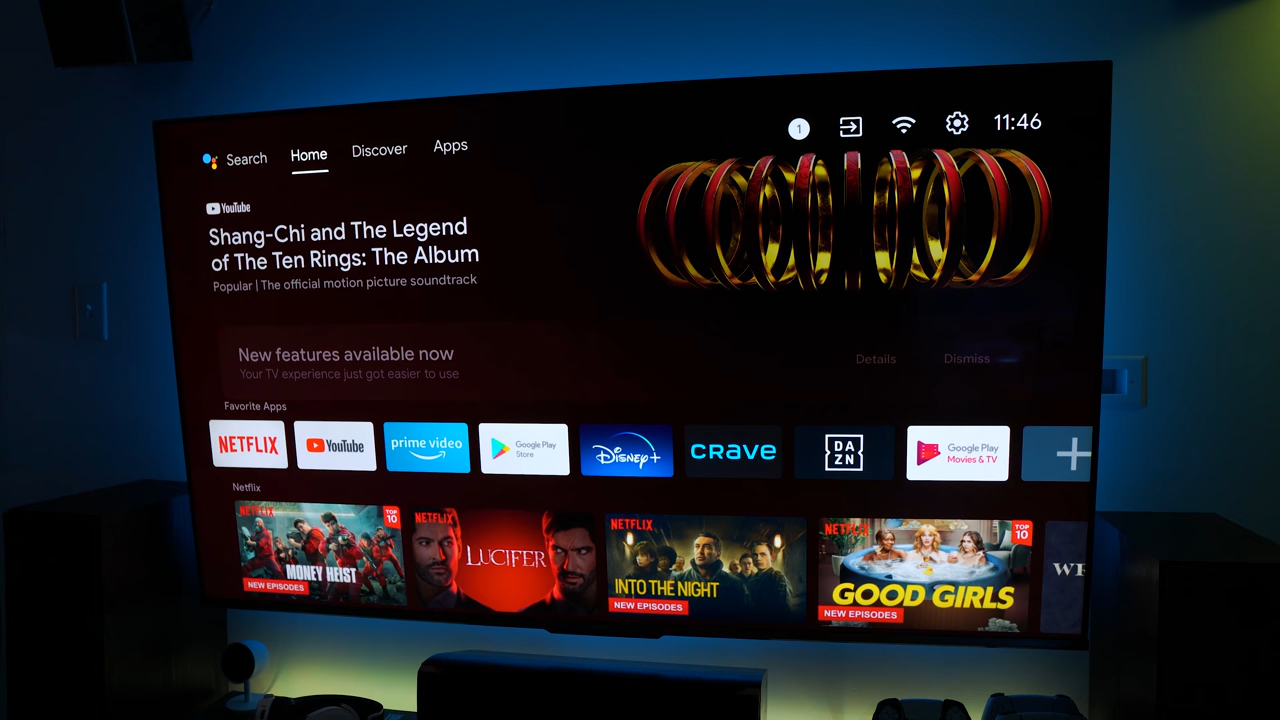 1
11:46
Search Home Discover Apps
YouTube
Shang-Chi and The Legend
of The Ten Rings: The Album
Popular | The official motion picture soundtrack
New features available now
Your TV experience just got easier to use
Details Dismiss
Favorite Apps
NETFLIX
YouTube
prime video
Google Play
Store
Disney+
CRAVE
DA
ZN
Google Play
Movies & TV
Netflix
NETFLIX
TOP
10
MONEY HEIST
NEW EPISODES
NETFLIX
LUCIFER
NETFLIX
INTO THE NIGHT
NEW EPISODES
NETFLIX
TOP
10
GOOD GIRLS
NEW EPISODES